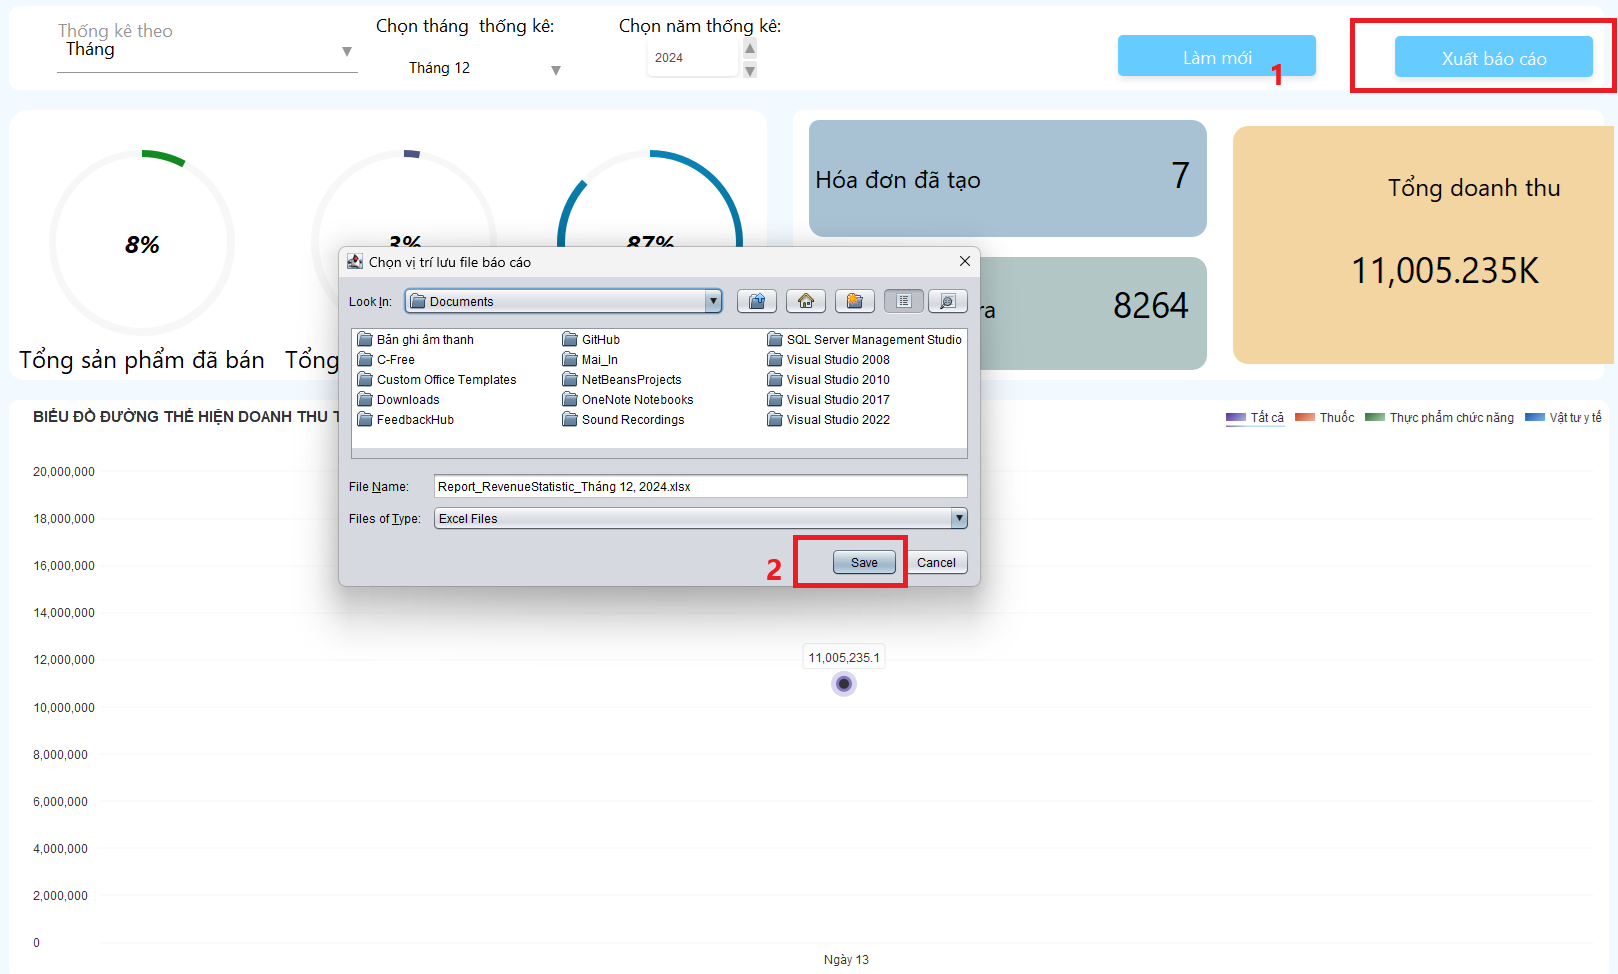 Thống kê theo
Tháng
Chọn tháng  thống kê:
Tháng 12
Chọn năm thống kê:
2024
Làm mới
1
Xuất báo cáo
8%
3%
87%
Tổng sản phẩm đã bán
Tổng
Hóa đơn đã tạo
7
ra
8264
Tổng doanh thu
11,005.235K
Chọn vị trí lưu file báo cáo
Look In:
Documents
Bản ghi âm thanh
C-Free
Custom Office Templates
Downloads
FeedbackHub
GitHub
Mai_In
NetBeansProjects
OneNote Notebooks
Sound Recordings
SQL Server Management Studio
Visual Studio 2008
Visual Studio 2010
Visual Studio 2017
Visual Studio 2022
File Name:
Report_RevenueStatistic_Tháng 12, 2024.xlsx
Files of Type:
Excel Files
2
Save
Cancel
BIỂU ĐỒ ĐƯỜNG THỂ HIỆN DOANH THU T
Tất cả
Thuốc
Thực phẩm chức năng
Vật tư y tế
20,000,000
18,000,000
16,000,000
14,000,000
12,000,000
10,000,000
8,000,000
6,000,000
4,000,000
2,000,000
0
11,005,235.1
Ngày 13